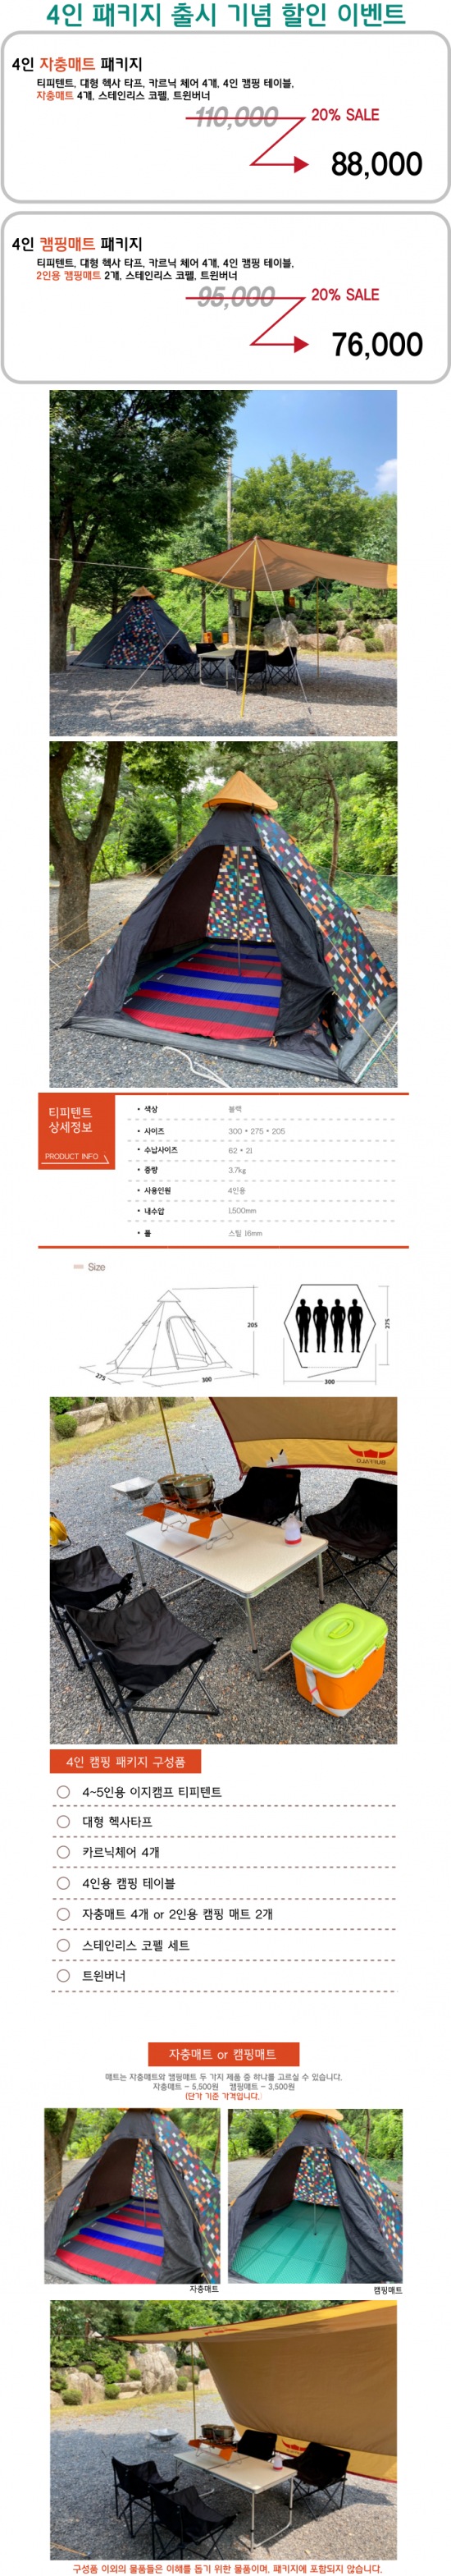 4인 패키지 출시 기념 할인 이벤트
4인 자충매트 패키지
티피텐트, 대형 헥사 타프, 카르닉 체어 4개, 4인 캠핑 테이블,
자충매트 4개, 스테인리스 코펠, 트윈버너
110,000
20% SALE
88,000
4인 캠핑매트 패키지
티피텐트, 대형 헥사 타프, 카르닉 체어 4개, 4인 캠핑 테이블,
2인용 캠핑매트 2개, 스테인리스 코펠, 트윈버너
95,000
20% SALE
76,000
티피텐트
상세정보
PRODUCT INFO
• 색상 블랙
• 사이즈 300 * 275 * 205
• 수납사이즈 62 * 21
• 중량 3.7kg
• 사용인원 4인용
• 내수압 1,500mm
• 폴 스틸 16mm
Size
205
275
300
275
300
BUFFALO
4인 캠핑 패키지 구성품
4~5인용 이지캠프 티피텐트
대형 헥사타프
카르닉체어 4개
4인용 캠핑 테이블
자충매트 4개 or 2인용 캠핑 매트 2개
스테인리스 코펠 세트
트윈버너
자충매트 or 캠핑매트
매트는 자충매트와 캠핑매트 두 가지 제품 중 하나를 고르실 수 있습니다.
자충매트 - 5,500원 캠핑매트 - 3,500원
(단가 기준 가격입니다.)
자충매트
캠핑매트
구성품 이외의 물품들은 이해를 돕기 위한 물품이며, 패키지에 포함되지 않습니다.